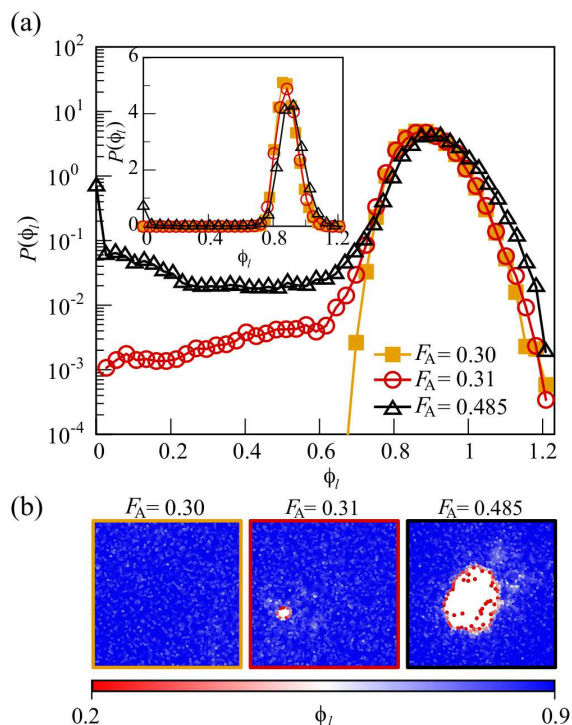 (a)
10^2
10^1
10^0
10^-1
10^-2
10^-3
10^-4
P(ϕ_l)
0 0.2 0.4 0.6 0.8 1 1.2
ϕ_l
6
4
2
0
P(ϕ_l)
0 0.4 0.8 1.2
ϕ_l
F_A = 0.30
F_A = 0.31
F_A = 0.485
(b)
F_A = 0.30 F_A = 0.31 F_A = 0.485
0.2 ϕ_l 0.9